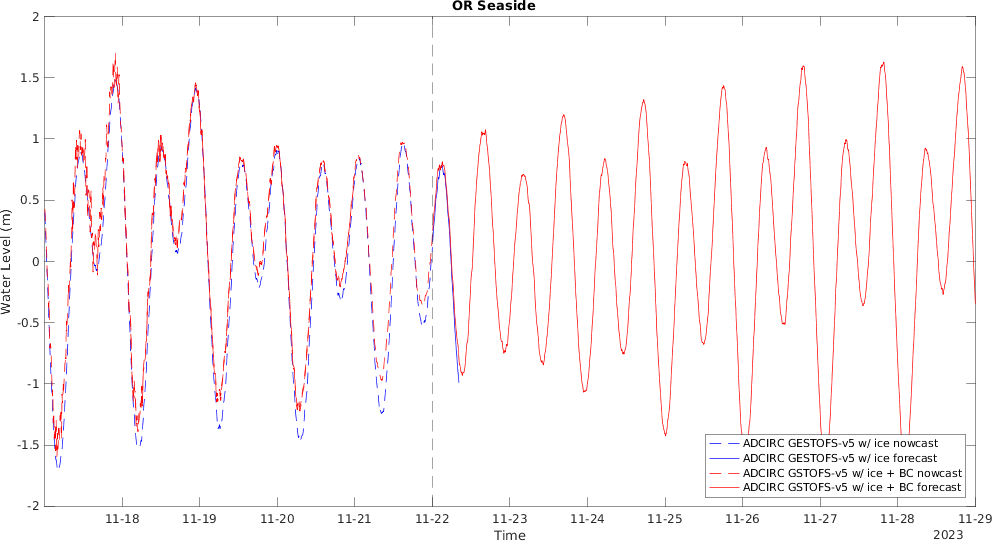 OR Seaside
2
1.5
1
0.5
0
-0.5
-1
-1.5
-2
Water Level (m)
11-18 11-19 11-20 11-21 11-22 11-23 11-24 11-25 11-26 11-27 11-28 11-29
Time
2023
ADCIRC GESTOFS-v5 w/ ice nowcast
ADCIRC GESTOFS-v5 w/ ice forecast
ADCIRC GSTOFS-v5 w/ ice + BC nowcast
ADCIRC GSTOFS-v5 w/ ice + BC forecast